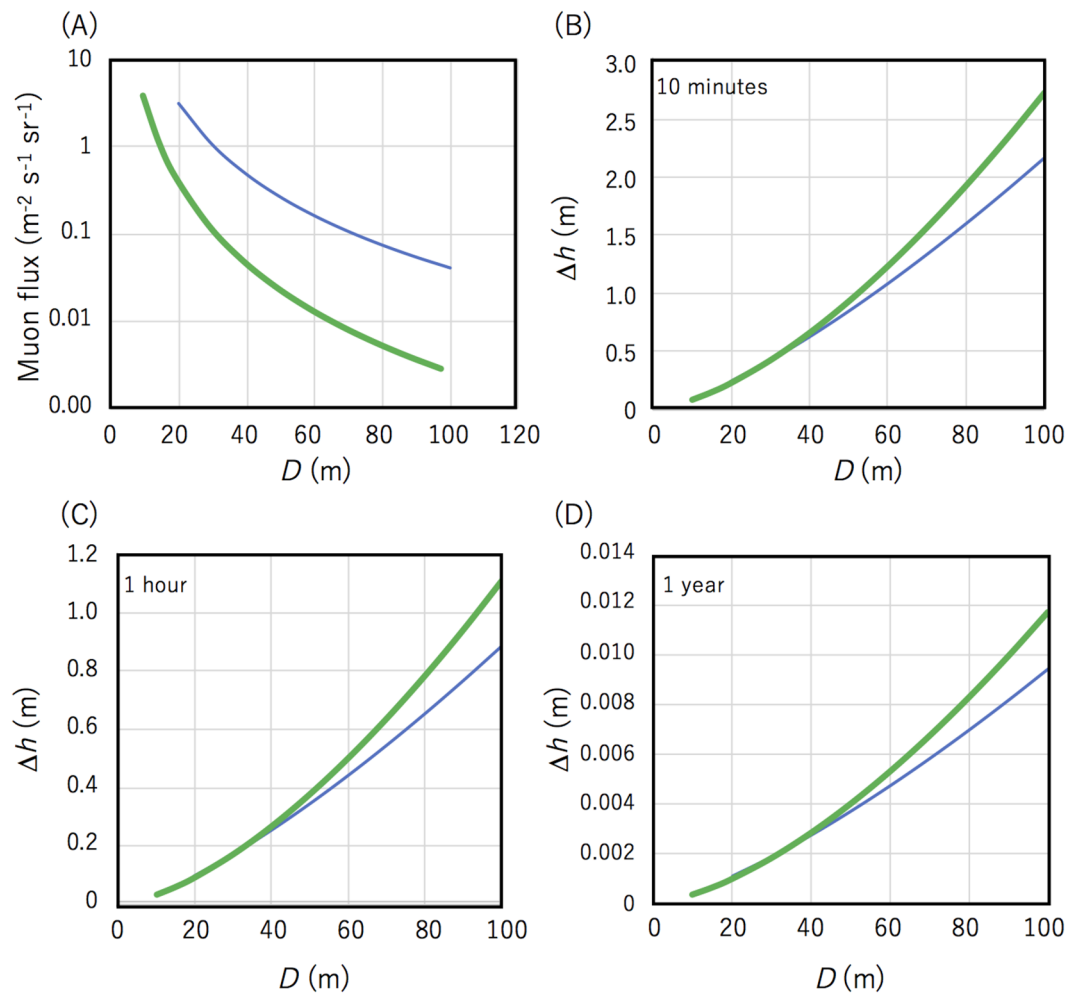 (A)
Muon flux (m-2 s-1 sr-1)
10
1
0.1
0.01
0.00
0 20 40 60 80 100 120
D (m)
(B)
10 minutes
Δh (m)
3.0
2.5
2.0
1.5
1.0
0.5
0
0 20 40 60 80 100
D (m)
(C)
1 hour
Δh (m)
1.2
1.0
0.8
0.6
0.4
0.2
0
0 20 40 60 80 100
D (m)
(D)
1 year
Δh (m)
0.014
0.012
0.010
0.008
0.006
0.004
0.002
0
0 20 40 60 80 100
D (m)